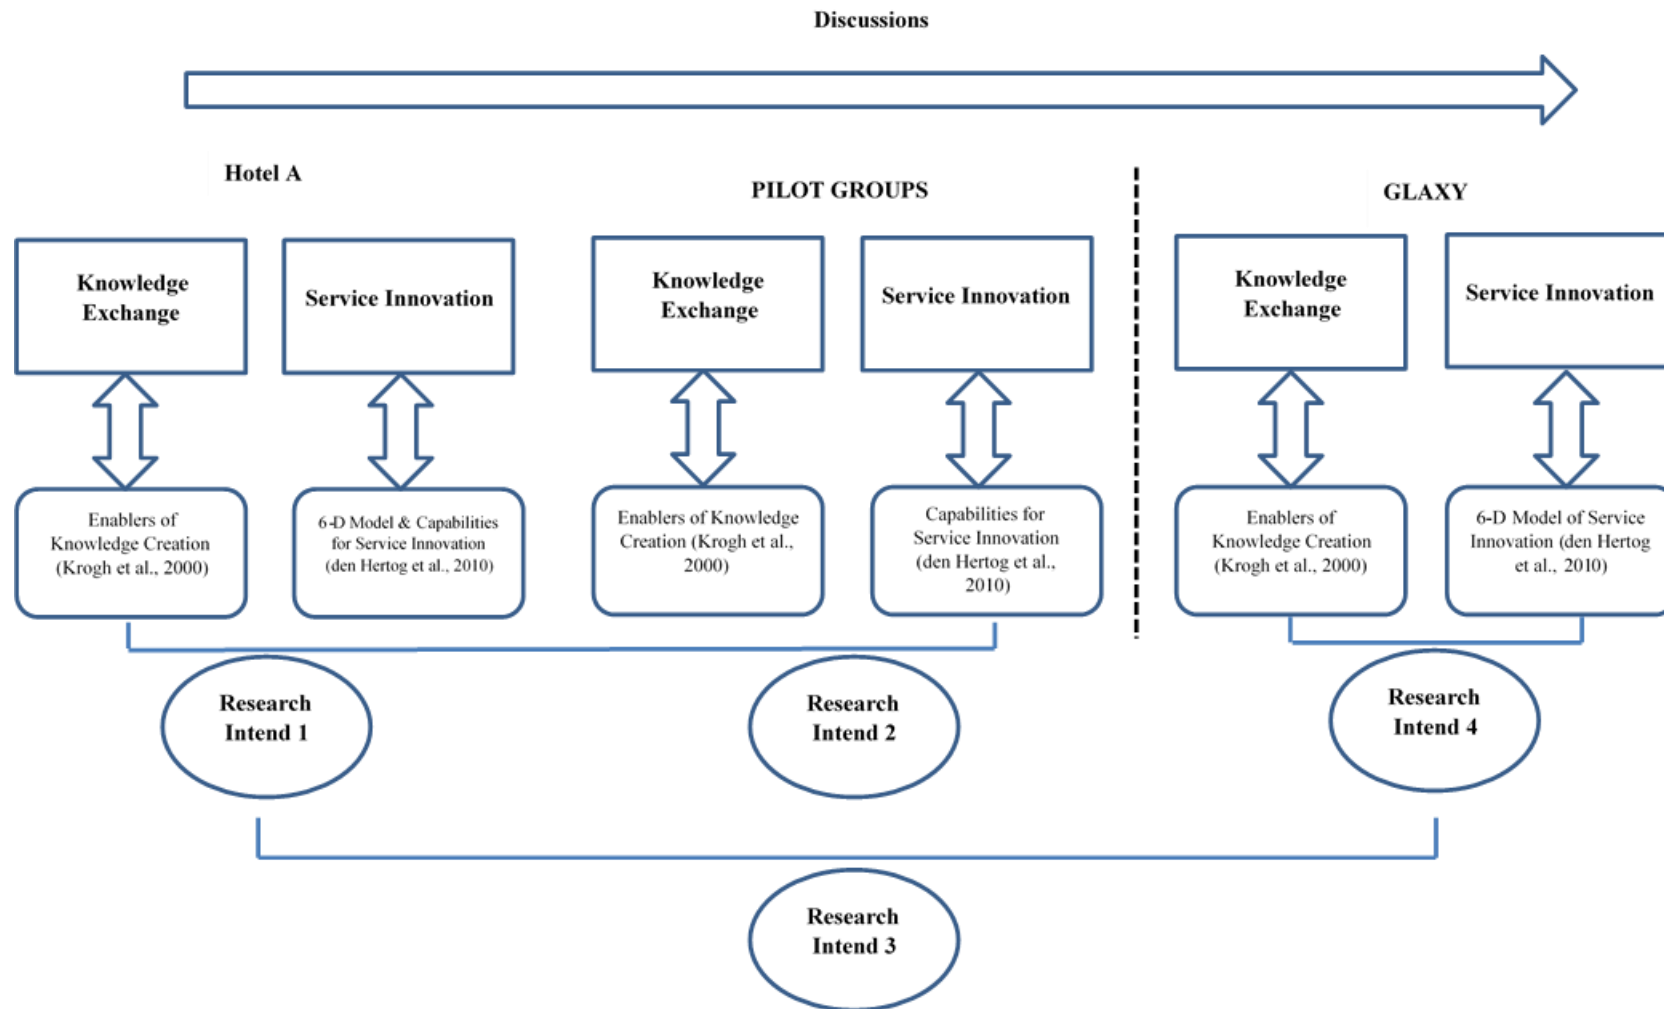 Discussions
Hotel A
PILOT GROUPS
GLAXY
Knowledge
Exchange
Service Innovation
Knowledge
Exchange
Service Innovation
Knowledge
Exchange
Service Innovation
Enablers of
Knowledge Creation
(Krogh et al., 2000)
6-D Model & Capabilities
for Service Innovation
(den Hertog et al., 2010)
Enablers of Knowledge
Creation (Krogh et al.,
2000)
Capabilities for
Service Innovation
(den Hertog et al.,
2010)
Enablers of
Knowledge Creation
(Krogh et al., 2000)
6-D Model of Service
Innovation (den Hertog
et al., 2010)
Research
Intend 1
Research
Intend 2
Research
Intend 4
Research
Intend 3